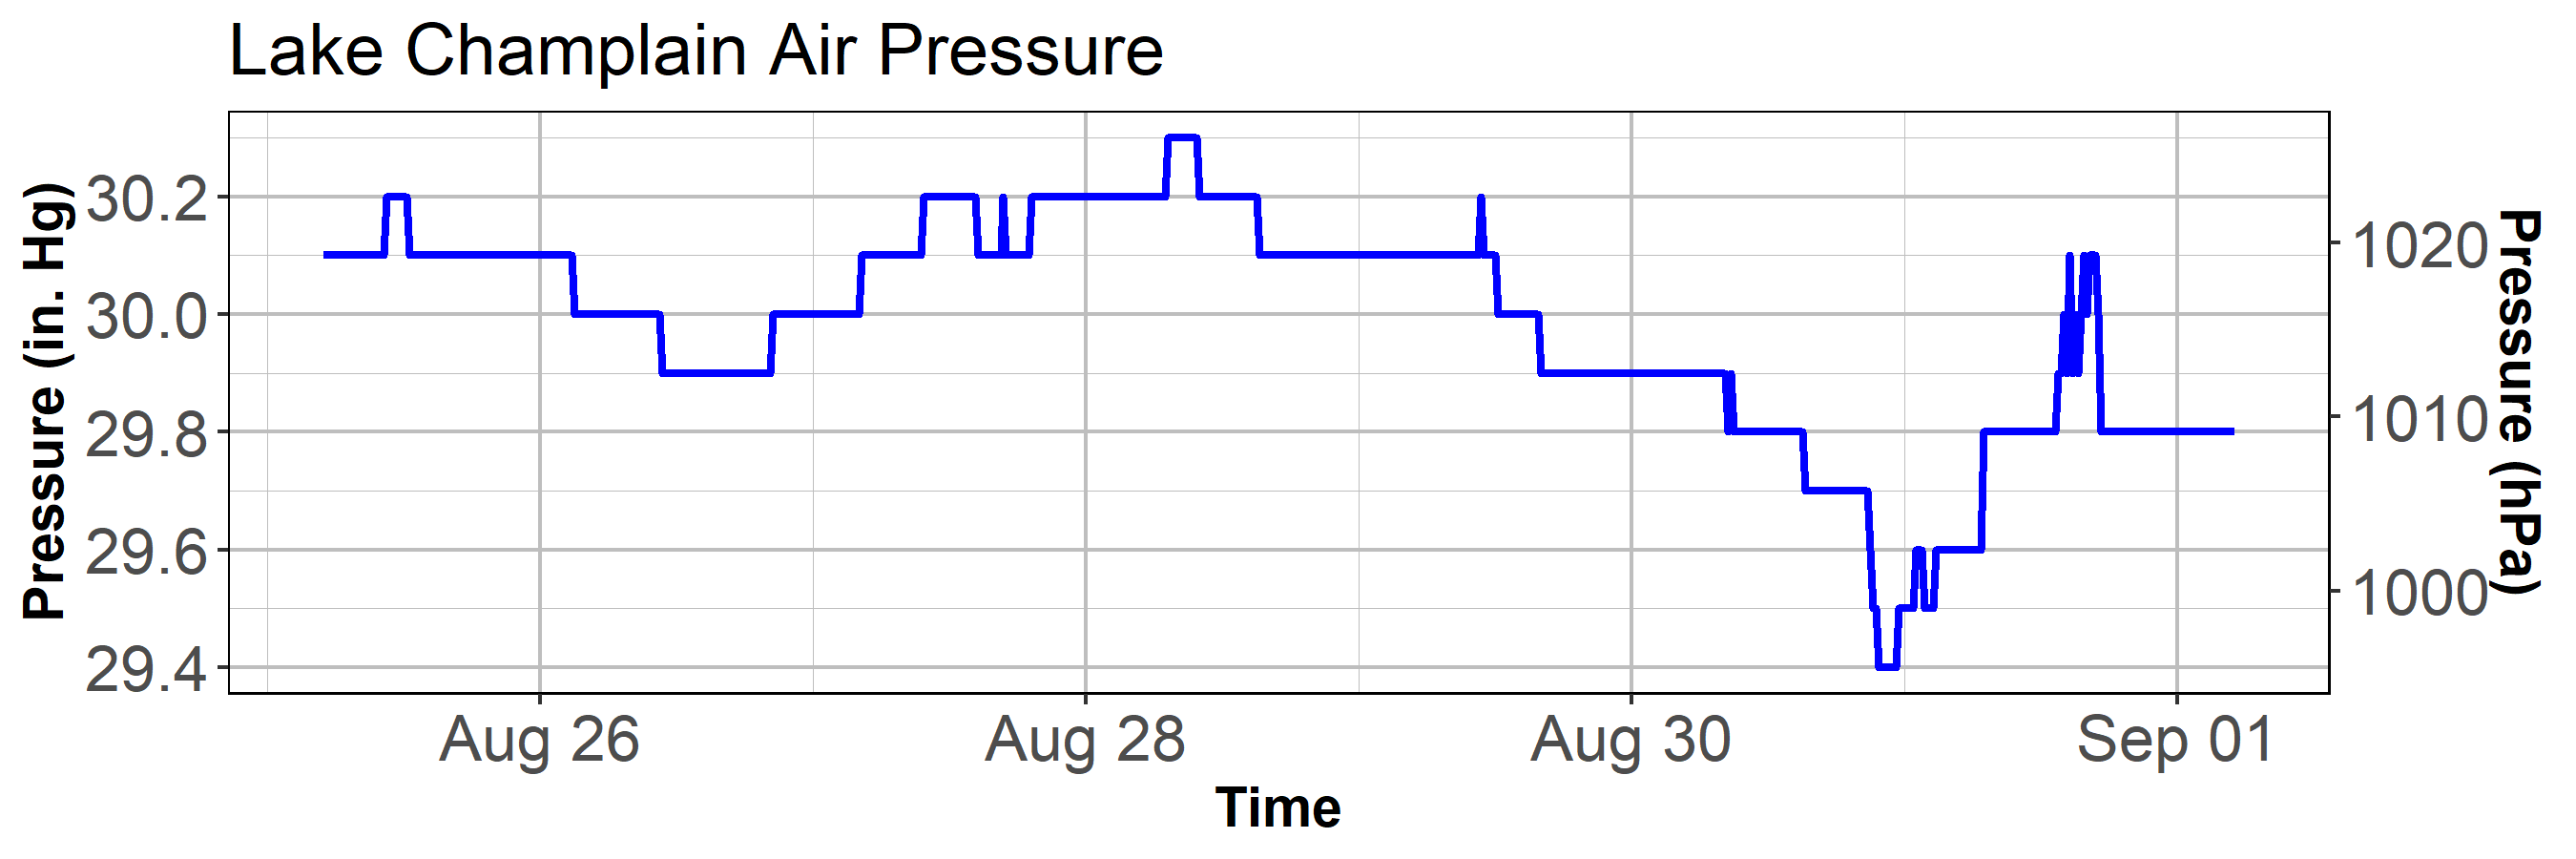 Lake Champlain Air Pressure
Pressure (in. Hg)
30.2
30.0
29.8
29.6
29.4
1020
1010
1000
Pressure (hPa)
Aug 26
Aug 28
Aug 30
Sep 01
Time